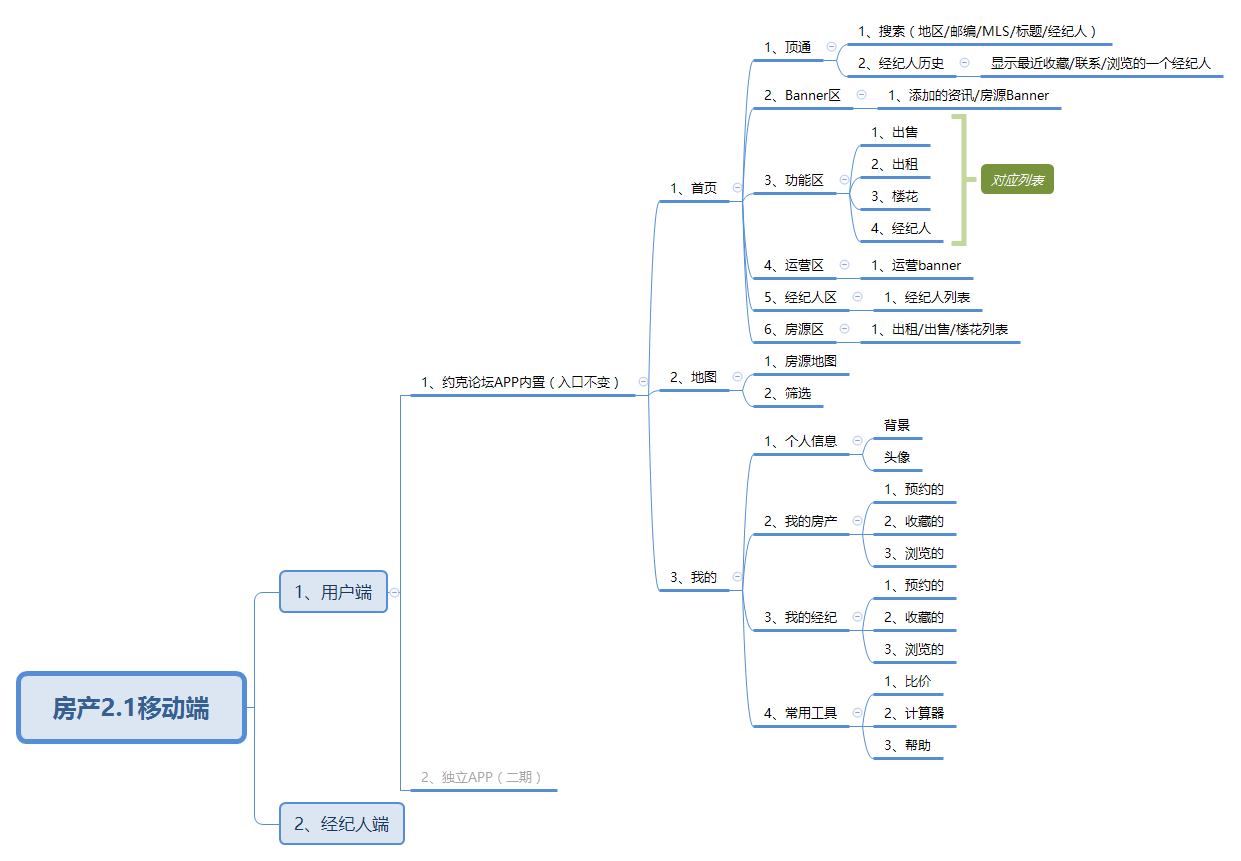 房产2.1移动端
1、用户端
1、约克论坛APP内置（入口不变）
1、首页
1、顶通
1、搜索（地区/邮编/MLS/标题/经纪人）
2、经纪人历史
显示最近收藏/联系/浏览的一个经纪人
2、Banner区
1、添加的资讯/房源Banner
3、功能区
1、出售
2、出租
3、楼花
4、经纪人
对应列表
4、运营区
1、运营banner
5、经纪人区
1、经纪人列表
6、房源区
1、出租/出售/楼花列表
2、地图
1、房源地图
2、筛选
3、我的
1、个人信息
背景
头像
2、我的房产
1、预约的
2、收藏的
3、浏览的
3、我的经纪
1、预约的
2、收藏的
3、浏览的
4、常用工具
1、比价
2、计算器
3、帮助
2、独立APP（二期）
2、经纪人端